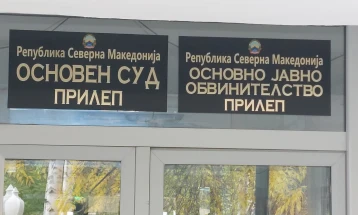 Република Северна Македонија
ОСНОВЕН СУД
ПРИЛЕП
Република Северна Македонија
ОСНОВНО ЈАВНО
ОБВИНИТЕЛСТВО
ПРИЛЕП